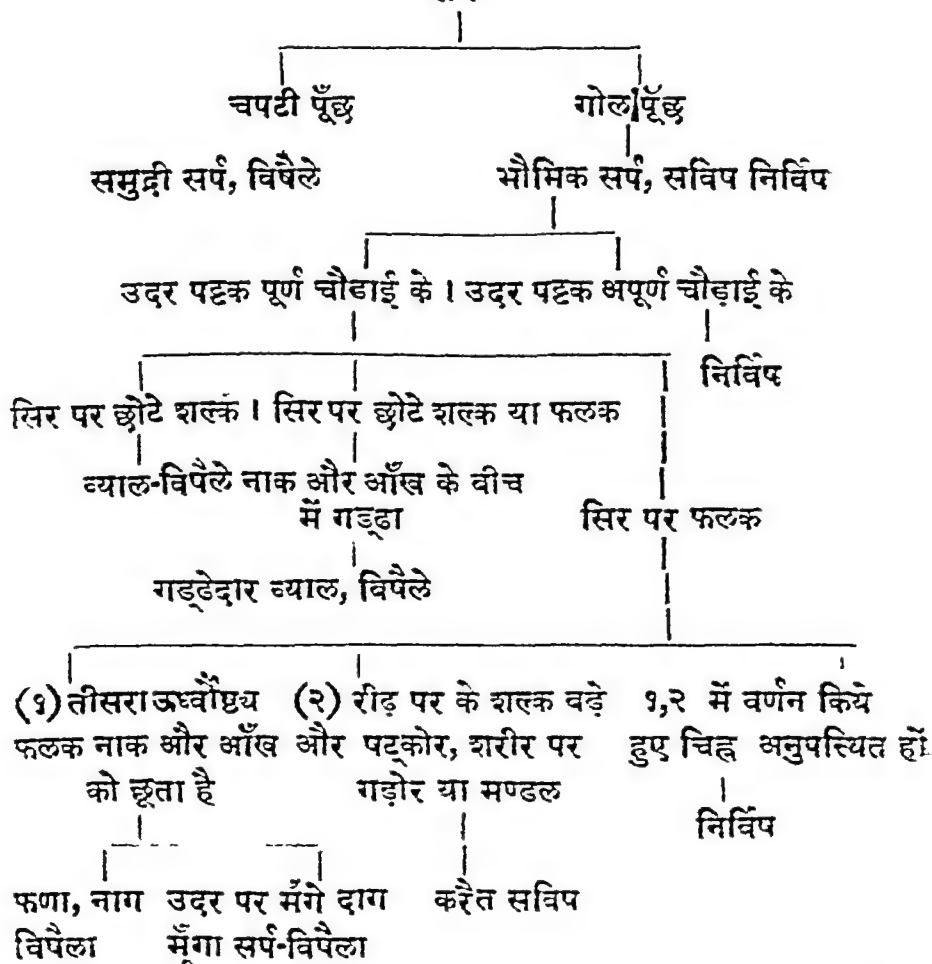 चपटी पूँछ गोल पूँछ
समुद्री सर्प, विषैले भौमिक सर्प, सविप निर्विप
उदर पट्टक पूर्ण चौडाई के । उदर पट्टक अपूर्ण चौड़ाई के
निर्विष
सिर पर छोटे शल्क । सिर पर छोटे शल्क या फलक
व्याल-विपैले नाक और आँख के वीच
में गड्ढा सिर पर फलक
गड्ढेदार व्याल, विपैले
(१) तीसरा ऊर्ध्वौष्ठ्य (२) रीढ़ पर के शल्क वड़े १,२ में वर्णन किये
फलक नाक और आँख और पट्कोर, शरीर पर हुए चिह्न अनुपस्थित हों
को छूता है गड़ोर या मण्डल
निर्विप
फणा, नाग उदर पर मूँगे दाग करैत सविप
विपैला मूँगा सर्प-विपैला